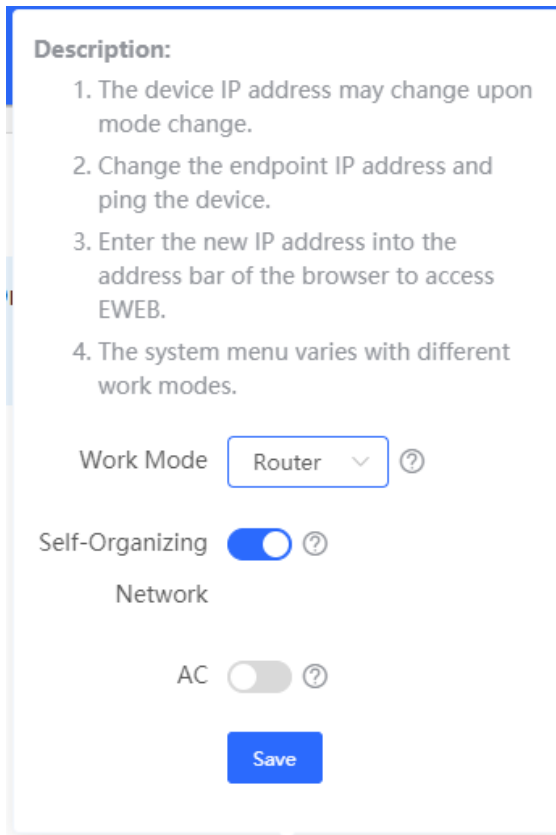 Description:
1. The device IP address may change upon
mode change.
2. Change the endpoint IP address and
ping the device.
3. Enter the new IP address into the
address bar of the browser to access
EWEB.
4. The system menu varies with different
work modes.
Work Mode Router ?
Self-Organizing ?
Network
AC ?
Save